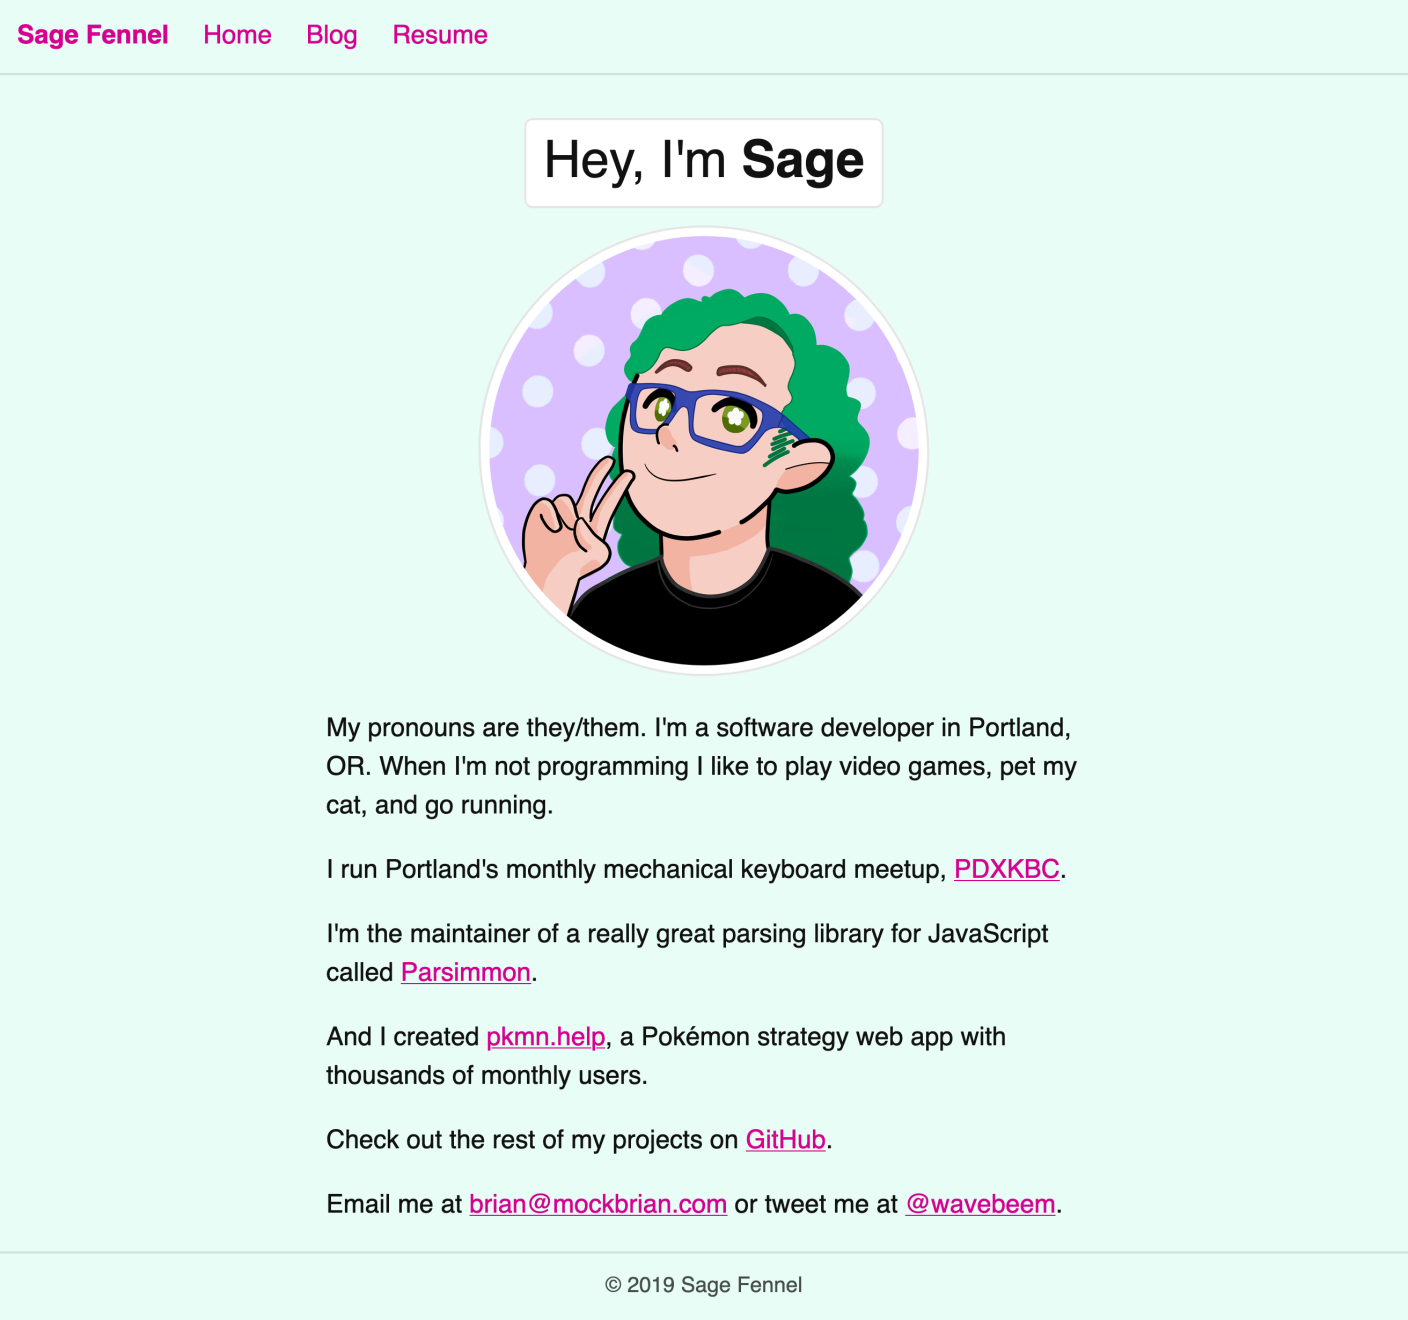 Sage Fennel Home Blog Resume
Hey, I'm Sage
My pronouns are they/them. I'm a software developer in Portland,
OR. When I'm not programming I like to play video games, pet my
cat, and go running.
I run Portland's monthly mechanical keyboard meetup, PDXKBC.
I'm the maintainer of a really great parsing library for JavaScript
called Parsimmon.
And I created pkmn.help, a Pokémon strategy web app with
thousands of monthly users.
Check out the rest of my projects on GitHub.
Email me at brian@mockbrian.com or tweet me at @wavebeem.
© 2019 Sage Fennel